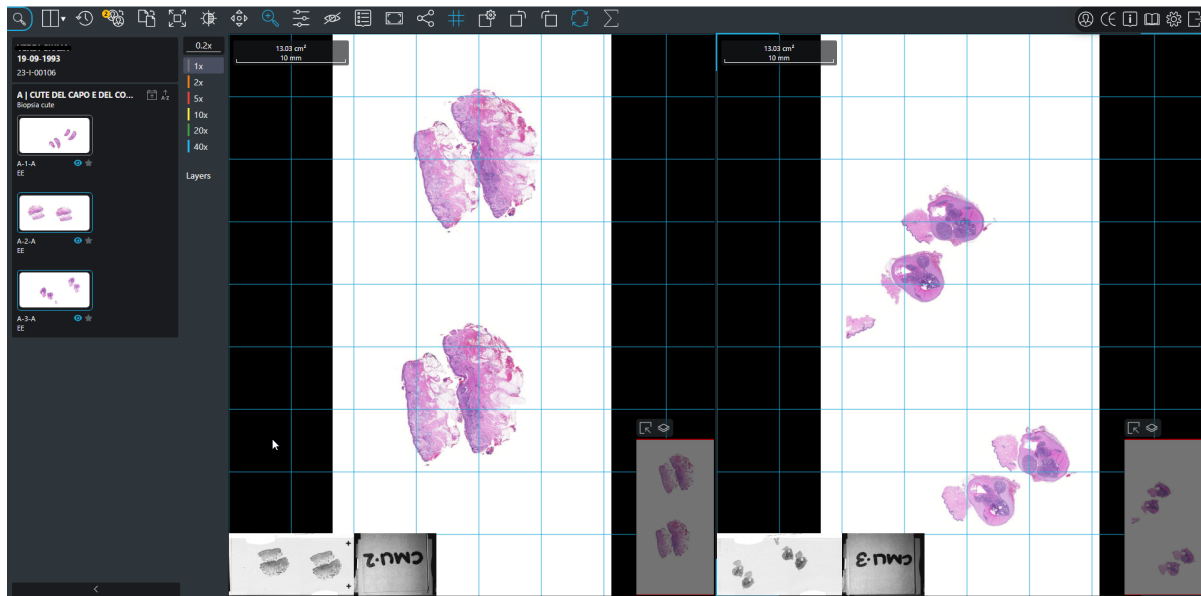 19-09-1993
23-I-00106
A | CUTE DEL CAPO E DEL CO...
Biopsia cute
A-1-A
EE
A-2-A
EE
A-3-A
EE
0.2x
1x
2x
5x
10x
20x
40x
Layers
13.03 cm²
10 mm
CMU-2
13.03 cm²
10 mm
CMU-3